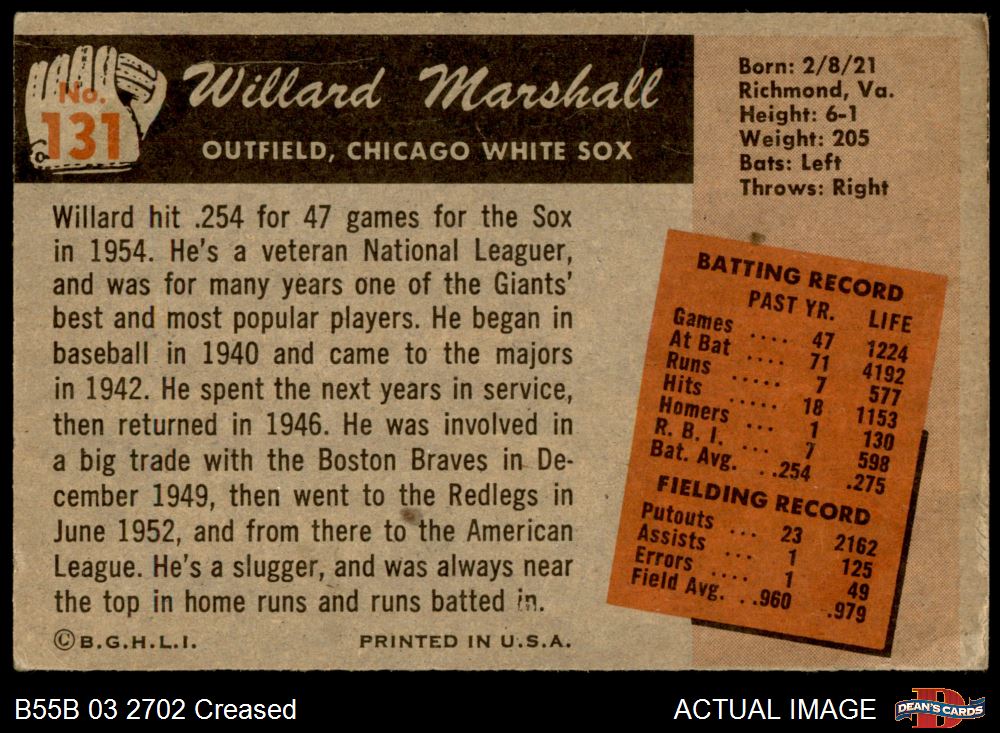 No.
131
Willard Marshall
OUTFIELD, CHICAGO WHITE SOX
Born: 2/8/21
Richmond, Va.
Height: 6-1
Weight: 205
Bats: Left
Throws: Right
Willard hit .254 for 47 games for the Sox
in 1954. He's a veteran National Leaguer,
and was for many years one of the Giants'
best and most popular players. He began in
baseball in 1940 and came to the majors
in 1942. He spent the next years in service,
then returned in 1946. He was involved in
a big trade with the Boston Braves in De-
cember 1949, then went to the Redlegs in
June 1952, and from there to the American
League. He's a slugger, and was always near
the top in home runs and runs batted in.
©B.G.H.L.I. PRINTED IN U.S.A.
BATTING RECORD
PAST YR. LIFE
Games .... 47 1224
At Bat .... 71 4192
Runs ..... 7 577
Hits ..... 18 1153
Homers ... 1 130
R. B. I. ... 7 598
Bat. Avg. ..254 .275
FIELDING RECORD
Putouts ... 23 2162
Assists ... 1 125
Errors .... 1 49
Field Avg. ..960 .979
B55B 03 2702 Creased
ACTUAL IMAGE
D
DEAN'S CARDS